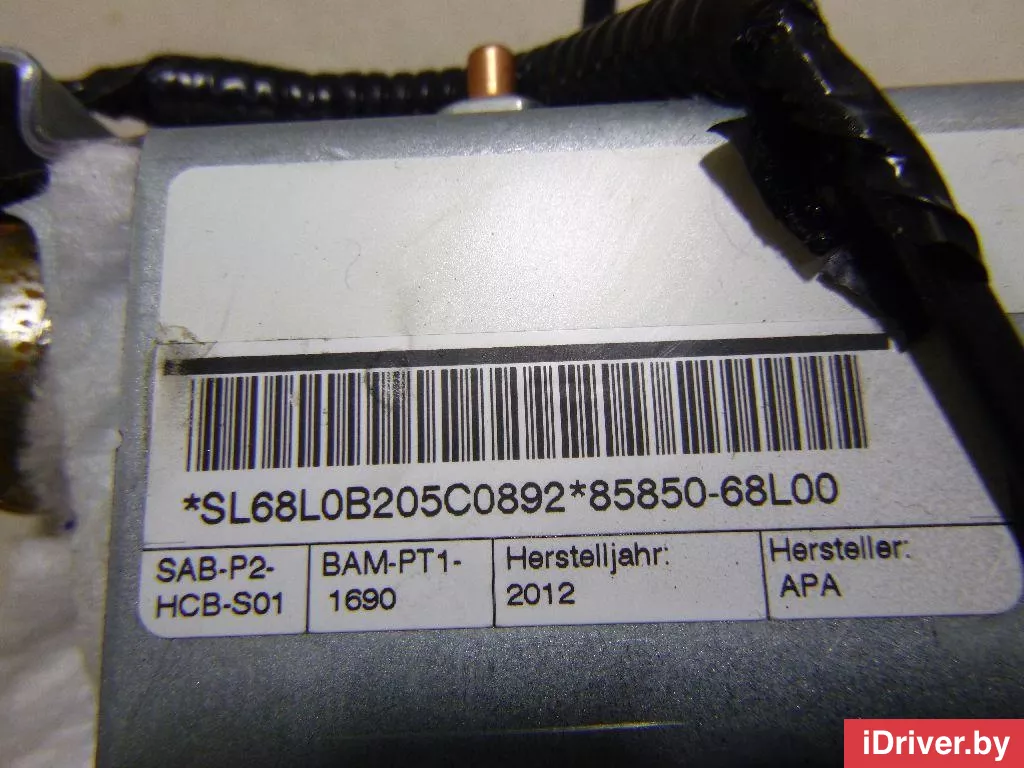 *SL68L0B205C0892*85850-68L00
SAB-P2-
HCB-S01
BAM-PT1-
1690
Herstelljahr:
2012
Hersteller:
APA
iDriver.by